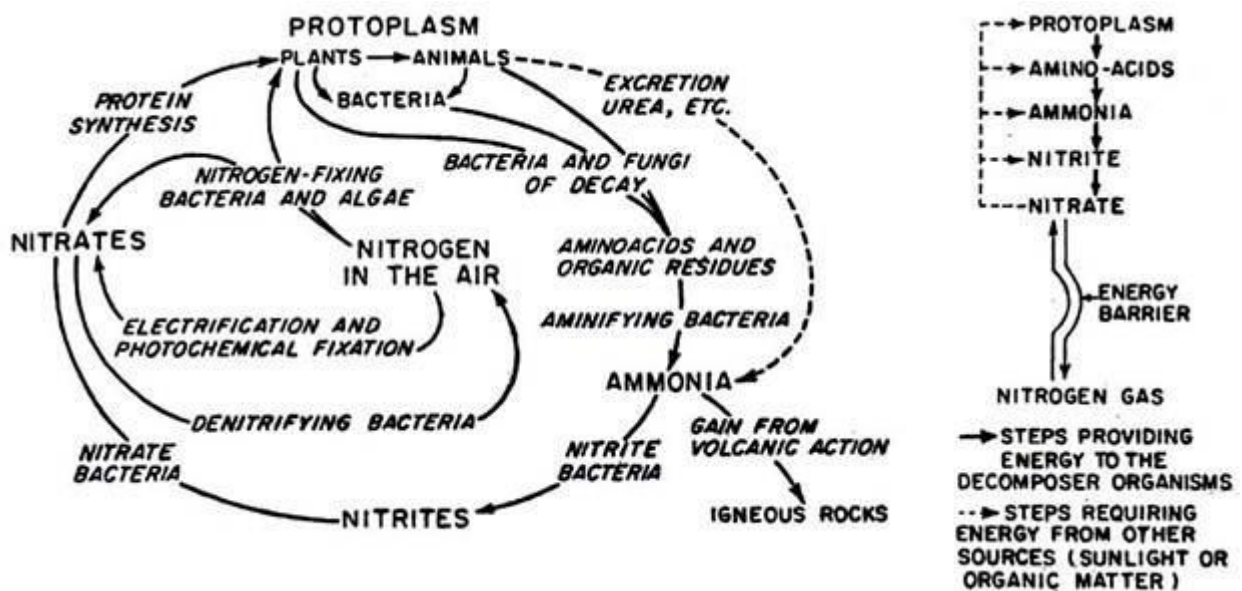 PROTOPLASM
PLANTS
ANIMALS
BACTERIA
EXCRETION
UREA, ETC.
PROTEIN
SYNTHESIS
BACTERIA AND FUNGI
OF DECAY
NITROGEN-FIXING
BACTERIA AND ALGAE
NITRATES
NITROGEN
IN THE AIR
AMINOACIDS AND
ORGANIC RESIDUES
ELECTRIFICATION AND
PHOTOCHEMICAL FIXATION
AMINIFYING BACTERIA
AMMONIA
DENITRIFYING BACTERIA
NITRATE
BACTERIA
NITRITE
BACTERIA
GAIN FROM
VOLCANIC ACTION
NITRITES
IGNEOUS ROCKS
PROTOPLASM
AMINO-ACIDS
AMMONIA
NITRITE
NITRATE
ENERGY
BARRIER
NITROGEN GAS
STEPS PROVIDING
ENERGY TO THE
DECOMPOSER ORGANISMS
STEPS REQUIRING
ENERGY FROM OTHER
SOURCES (SUNLIGHT OR
ORGANIC MATTER)